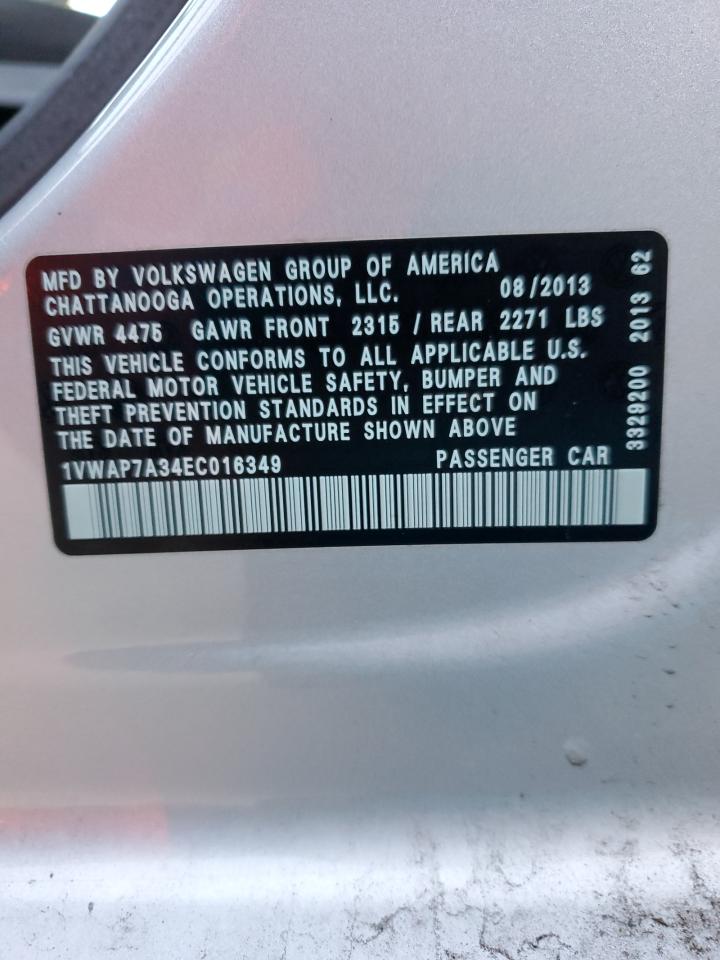 MFD BY VOLKSWAGEN GROUP OF AMERICA
CHATTANOOGA OPERATIONS, LLC. 08/2013
GVWR 4475 GAWR FRONT 2315 / REAR 2271 LBS
THIS VEHICLE CONFORMS TO ALL APPLICABLE U.S.
FEDERAL MOTOR VEHICLE SAFETY, BUMPER AND
THEFT PREVENTION STANDARDS IN EFFECT ON
THE DATE OF MANUFACTURE SHOWN ABOVE
1VWAP7A34EC016349 PASSENGER CAR
3329200 2013 62